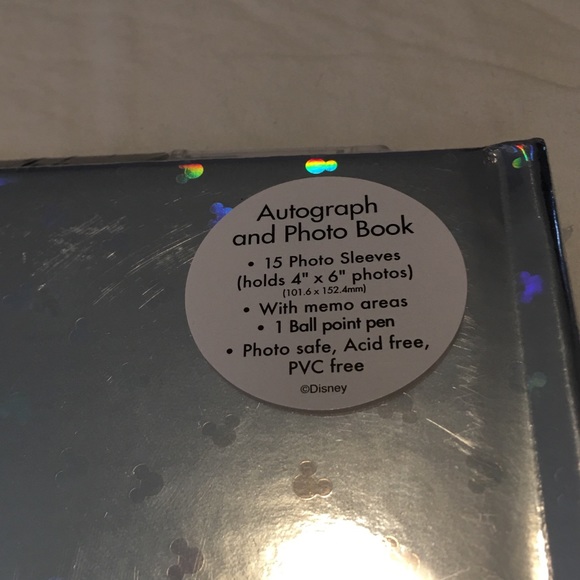 Autograph
and Photo Book
• 15 Photo Sleeves
(holds 4" x 6" photos)
(101.6 x 152.4mm)
• With memo areas
• 1 Ball point pen
• Photo safe, Acid free,
PVC free
©Disney